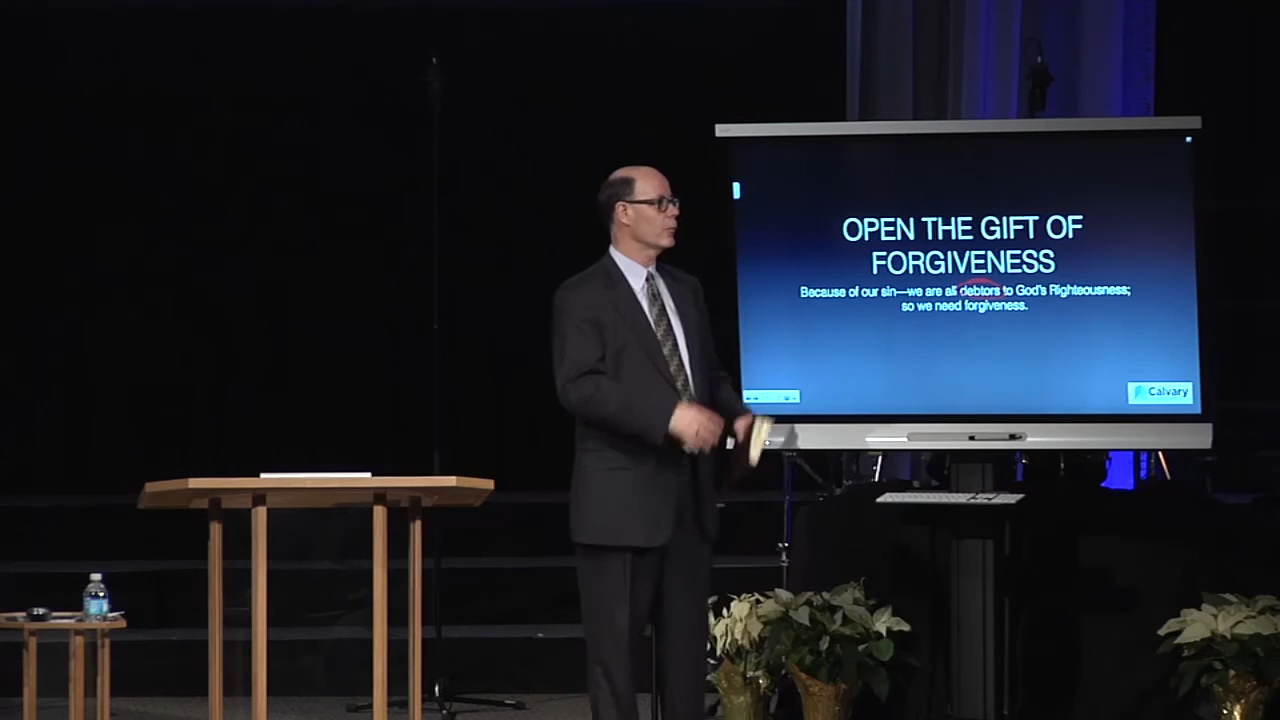 OPEN THE GIFT OF
FORGIVENESS
Because of our sin—we are all debtors to God's Righteousness;
so we need forgiveness.
Calvary